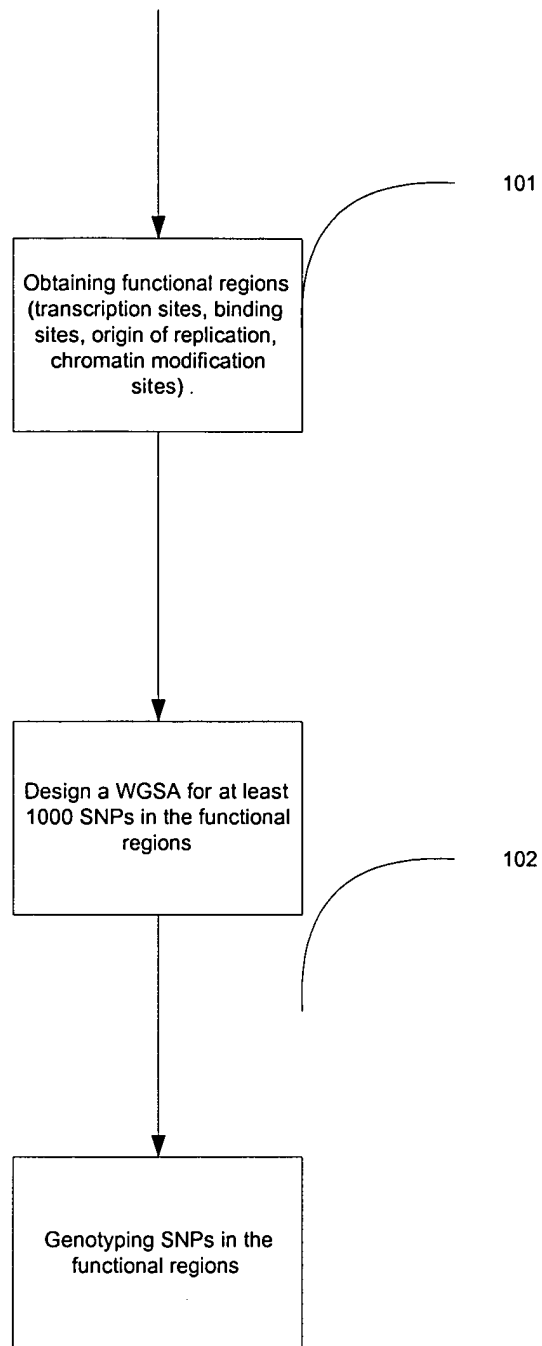 101
Obtaining functional regions
(transcription sites, binding
sites, origin of replication,
chromatin modification
sites) .
Design a WGSA for at least
1000 SNPs in the functional
regions
102
Genotyping SNPs in the
functional regions